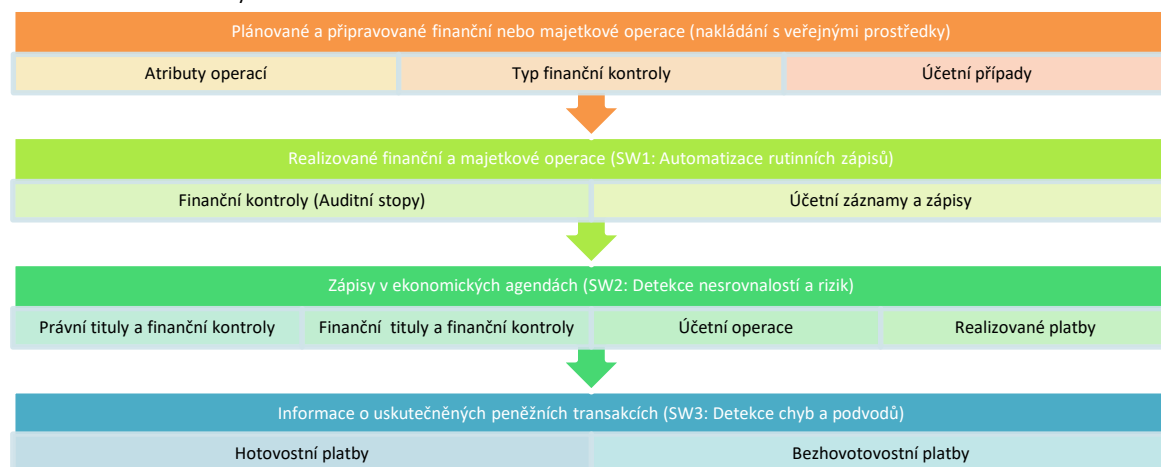 Plánované a připravované finanční nebo majetkové operace (nakládání s veřejnými prostředky)
Atributy operací
Typ finanční kontroly
Účetní případy
Realizované finanční a majetkové operace (SW1: Automatizace rutinních zápisů)
Finanční kontroly (Auditní stopy)
Účetní záznamy a zápisy
Zápisy v ekonomických agendách (SW2: Detekce nesrovnalostí a rizik)
Právní tituly a finanční kontroly
Finanční tituly a finanční kontroly
Účetní operace
Realizované platby
Informace o uskutečněných peněžních transakcích (SW3: Detekce chyb a podvodů)
Hotovostní platby
Bezhovotovostní platby